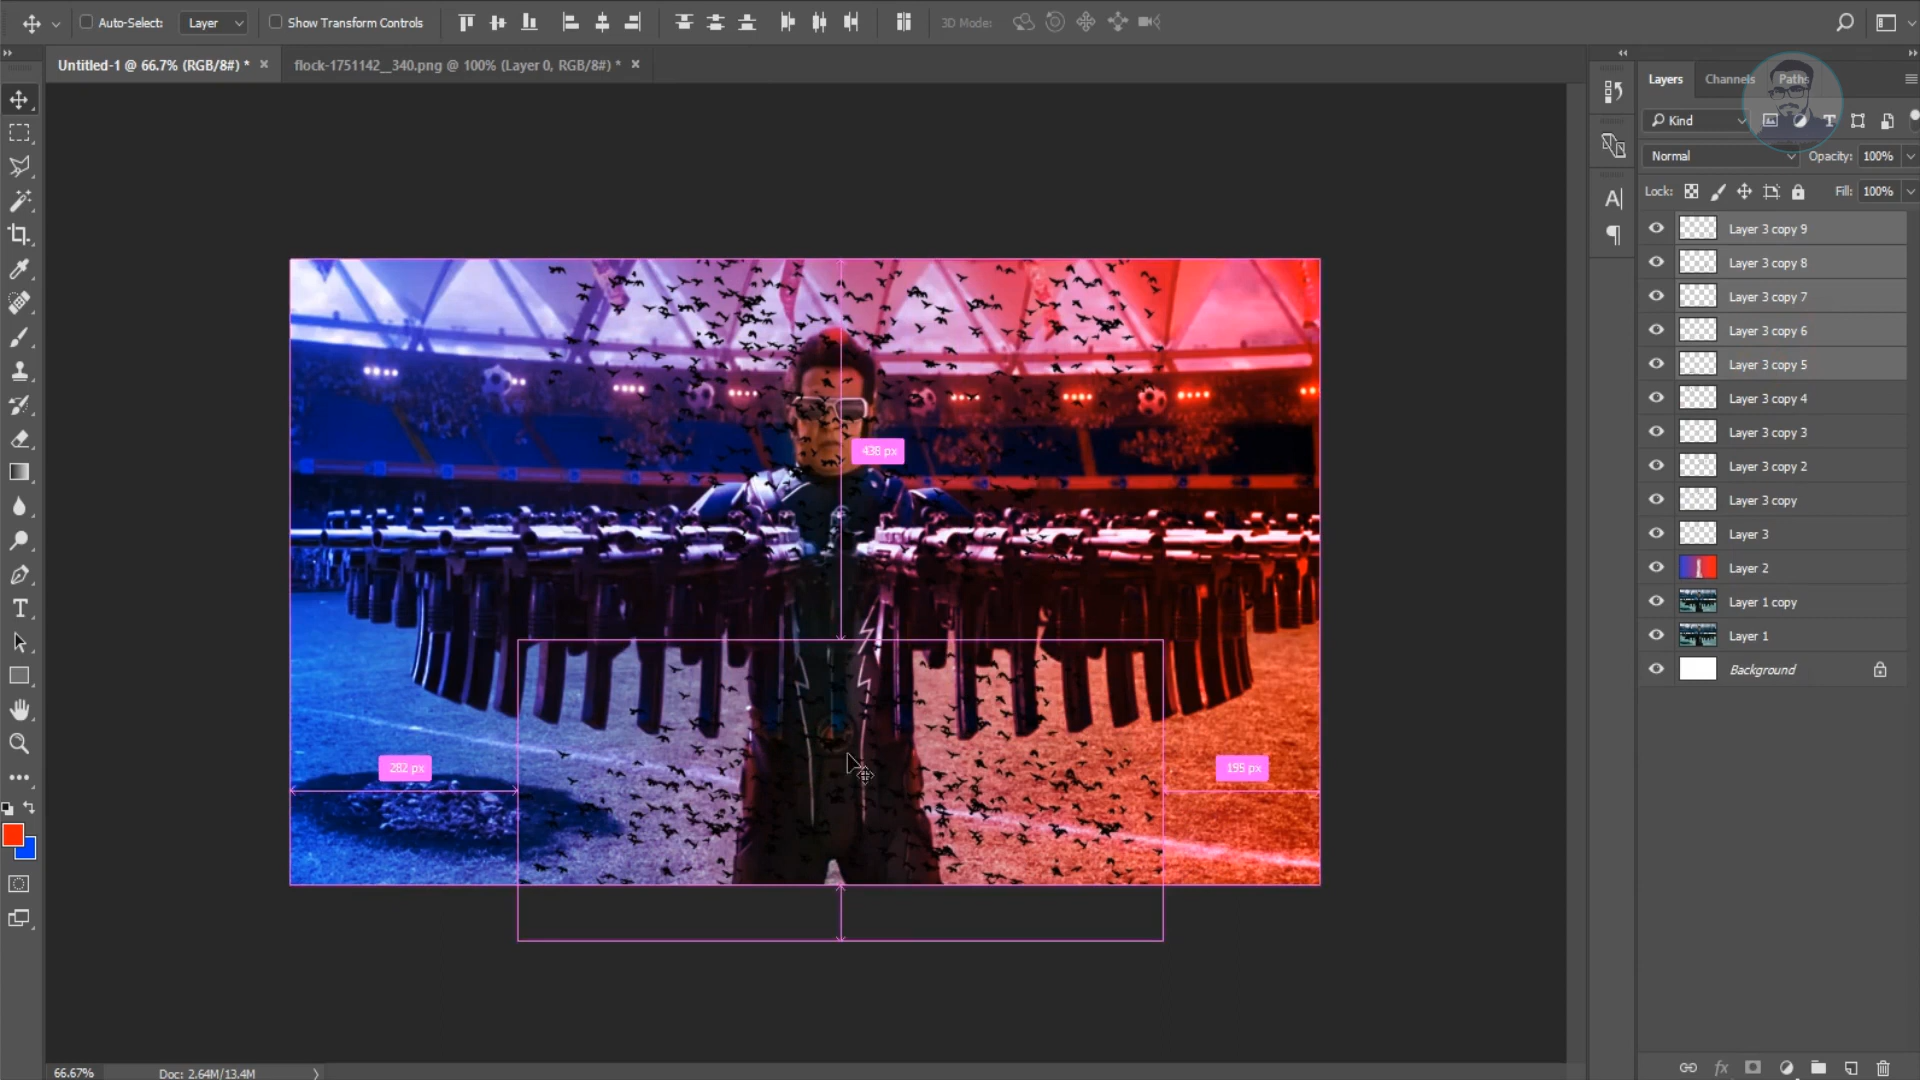 Auto-Select: Layer Show Transform Controls 3D Mode:
Untitled-1 @ 66.7% (RGB/8#) * × flock-1751142__340.png @ 100% (Layer 0, RGB/8#) * ×
Layers Channels Paths
Kind
Normal Opacity: 100%
Lock: Fill: 100%
Layer 3 copy 9
Layer 3 copy 8
Layer 3 copy 7
Layer 3 copy 6
Layer 3 copy 5
Layer 3 copy 4
Layer 3 copy 3
Layer 3 copy 2
Layer 3 copy
Layer 3
Layer 2
Layer 1 copy
Layer 1
Background
438 px
282 px
195 px
66.67% Doc: 2.64M/13.4M